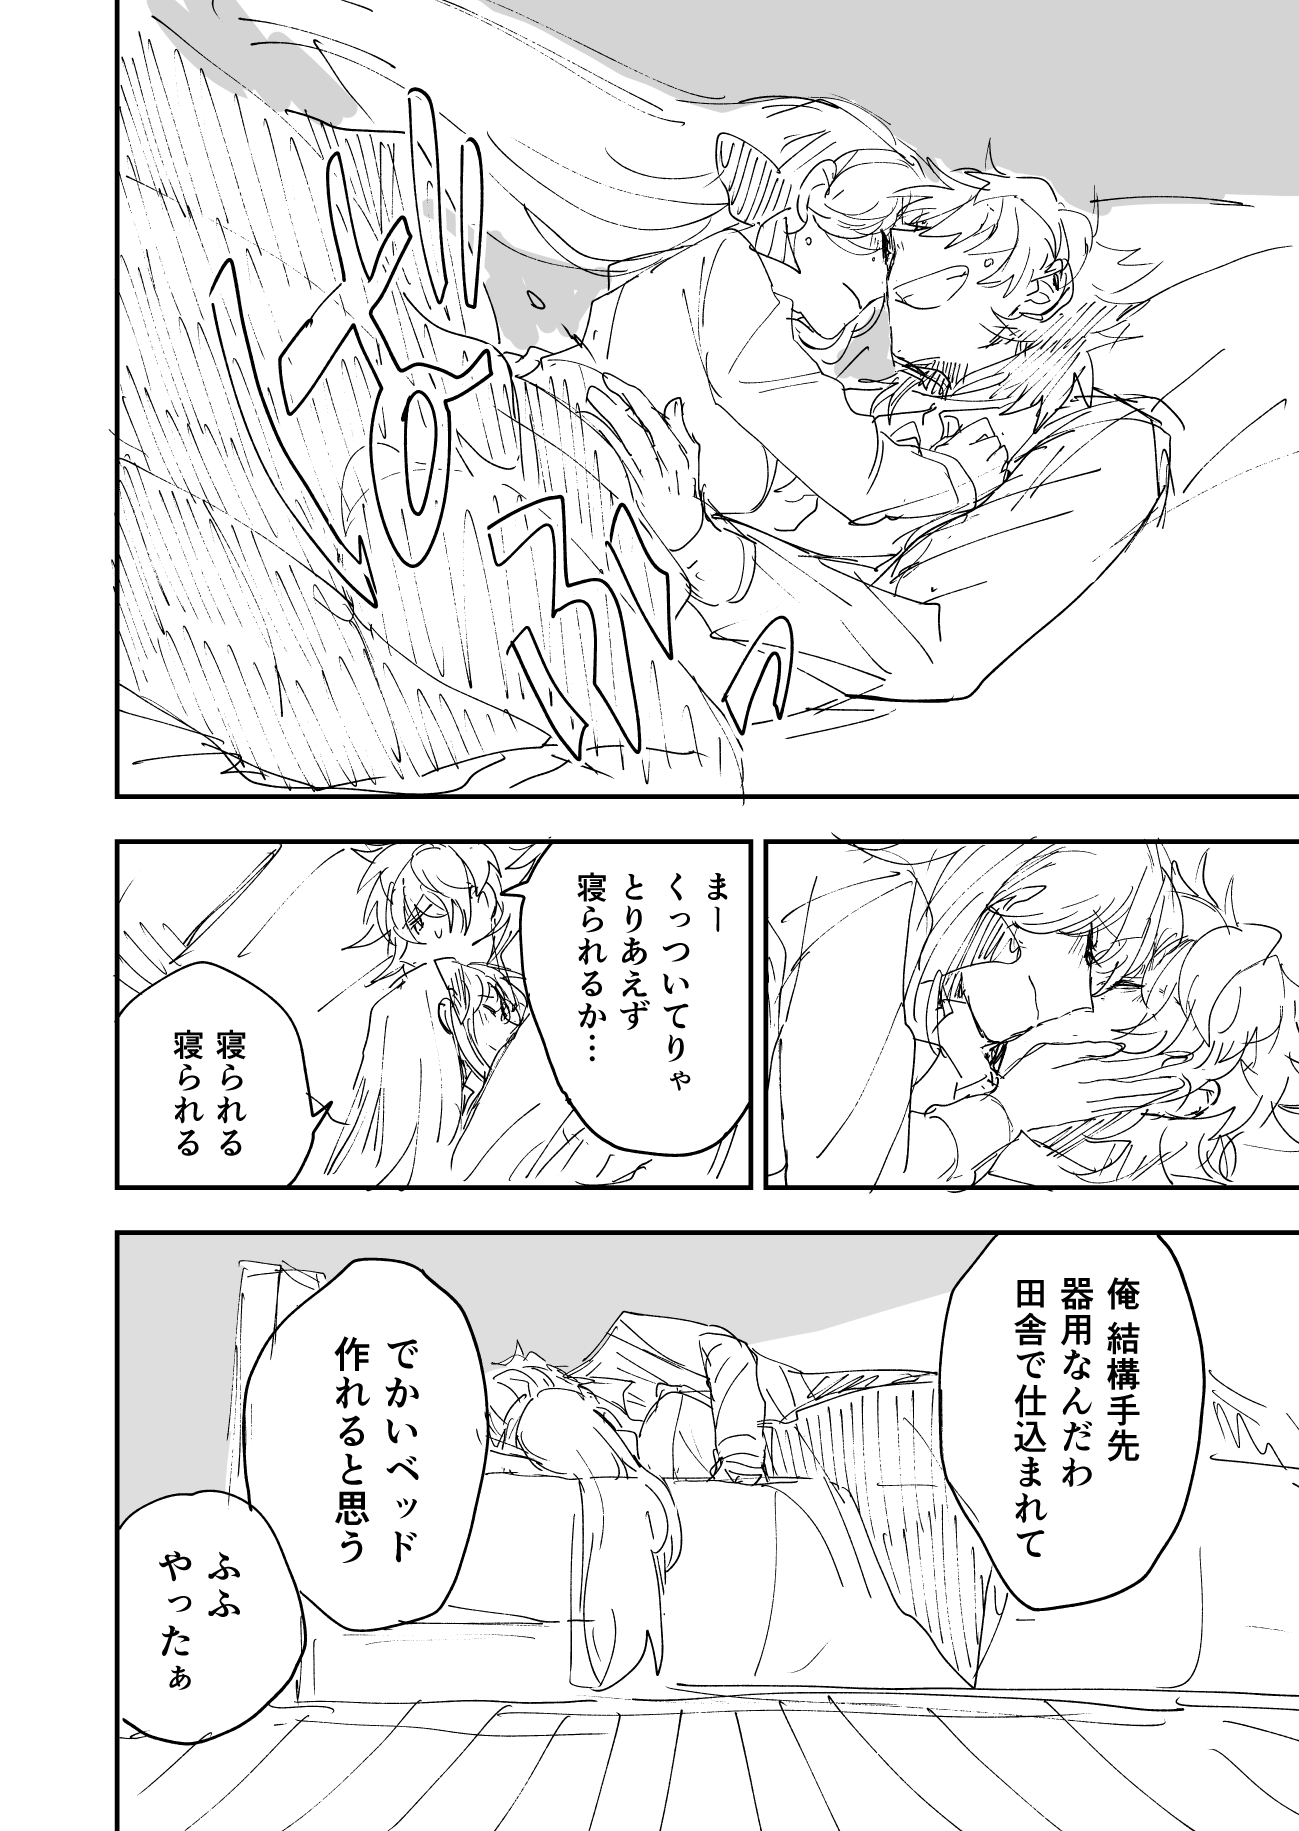 まー
くっついてりゃ
とりあえず
寝られるか…
寝られる
寝られる
俺 結構手先
器用なんだわ
田舎で仕込まれて
でかいベッド
作れると思う
ふふ
やったぁ